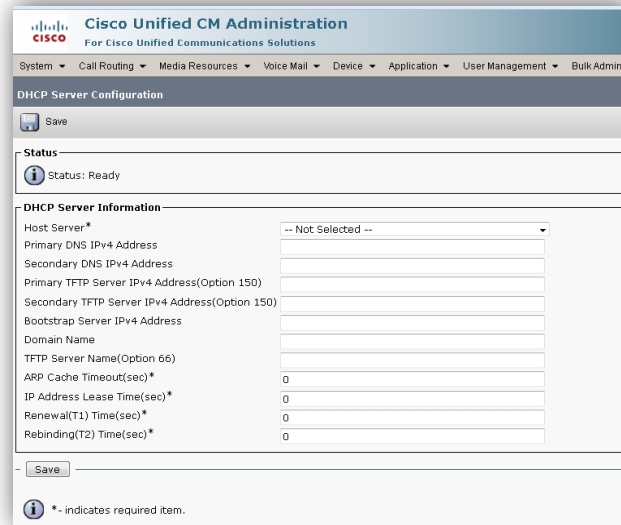 Cisco Unified CM Administration
CISCO
For Cisco Unified Communications Solutions
System Call Routing Media Resources Voice Mail Device Application User Management Bulk Admin
DHCP Server Configuration
Save
Status
Status: Ready
DHCP Server Information
Host Server* -- Not Selected --
Primary DNS IPv4 Address
Secondary DNS IPv4 Address
Primary TFTP Server IPv4 Address(Option 150)
Secondary TFTP Server IPv4 Address(Option 150)
Bootstrap Server IPv4 Address
Domain Name
TFTP Server Name(Option 66)
ARP Cache Timeout(sec)* 0
IP Address Lease Time(sec)* 0
Renewal(T1) Time(sec)* 0
Rebinding(T2) Time(sec)* 0
Save
*- indicates required item.